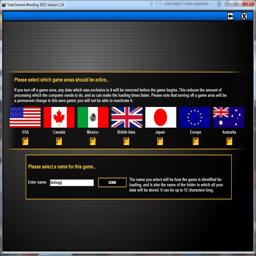 Total Extreme Wrestling 2013: Version 1.24
Please select which game areas should be active...
If you turn off a game area, any data which was exclusive to it will be removed before the game begins. This reduces the amount of
processing which the computer needs to do, and so can make the loading times faster. Please note that turning off a game area will be
a permanent change to this save game; you will not be able to reactivate it.
USA Canada Mexico British Isles Japan Europe Australia
Please select a name for this game...
Enter name DONE
The name you select will be how the game is identified for
loading, and is also the name of the folder in which all your
data will be stored. It can be up to 12 characters long.